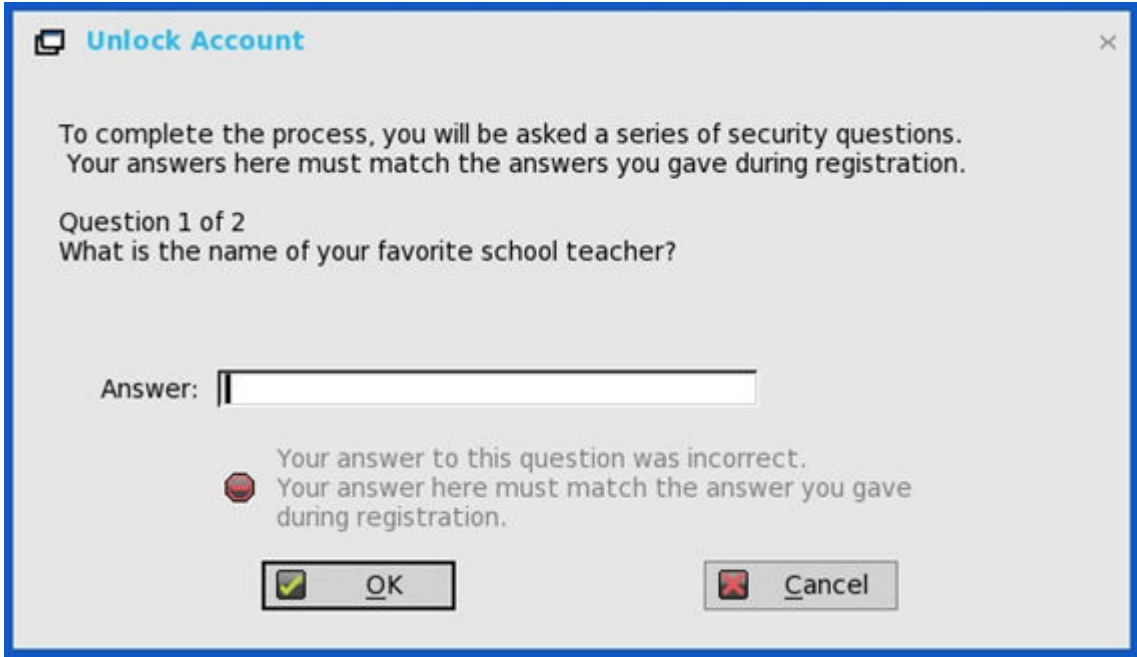 Unlock Account
To complete the process, you will be asked a series of security questions.
Your answers here must match the answers you gave during registration.
Question 1 of 2
What is the name of your favorite school teacher?
Answer:
Your answer to this question was incorrect.
Your answer here must match the answer you gave
during registration.
OK Cancel